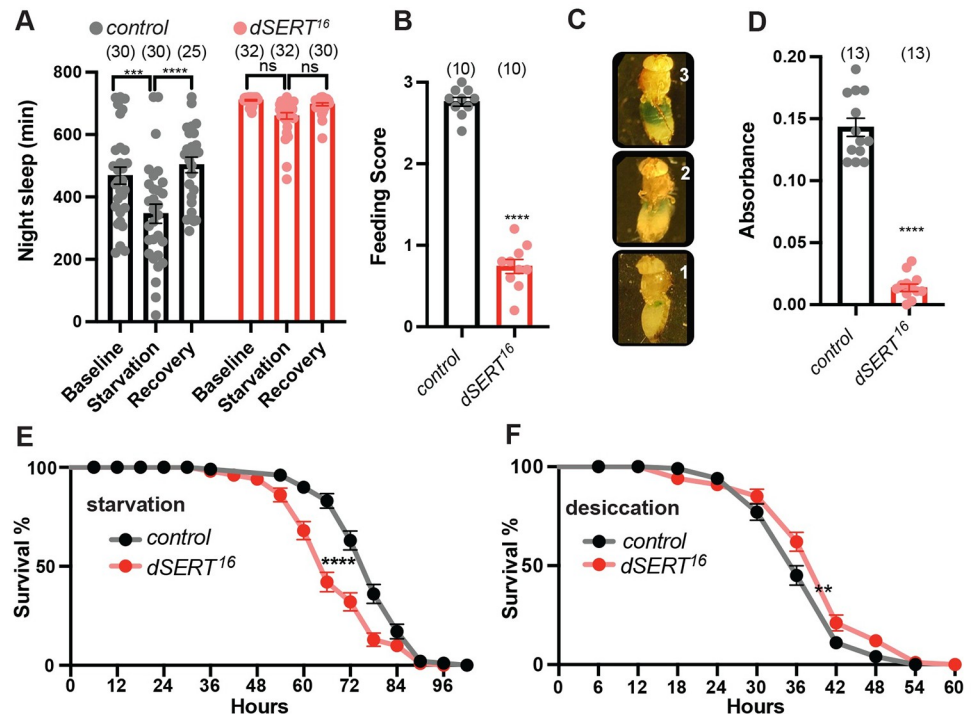 A
control
dSERT¹⁶
(30) (30) (25)
(32) (32) (30)
*** ****
ns ns
Night sleep (min)
800
600
400
200
0
Baseline
Starvation
Recovery
Baseline
Starvation
Recovery
B
(10) (10)
Feeding Score
3
2
1
0
****
control
dSERT¹⁶
C
3
2
1
D
(13) (13)
Absorbance
0.20
0.15
0.10
0.05
0.00
****
control
dSERT¹⁶
E
Survival %
100
50
0
starvation
control
dSERT¹⁶
****
0 12 24 36 48 60 72 84 96
Hours
F
Survival %
100
50
0
desiccation
control
dSERT¹⁶
**
0 6 12 18 24 30 36 42 48 54 60
Hours